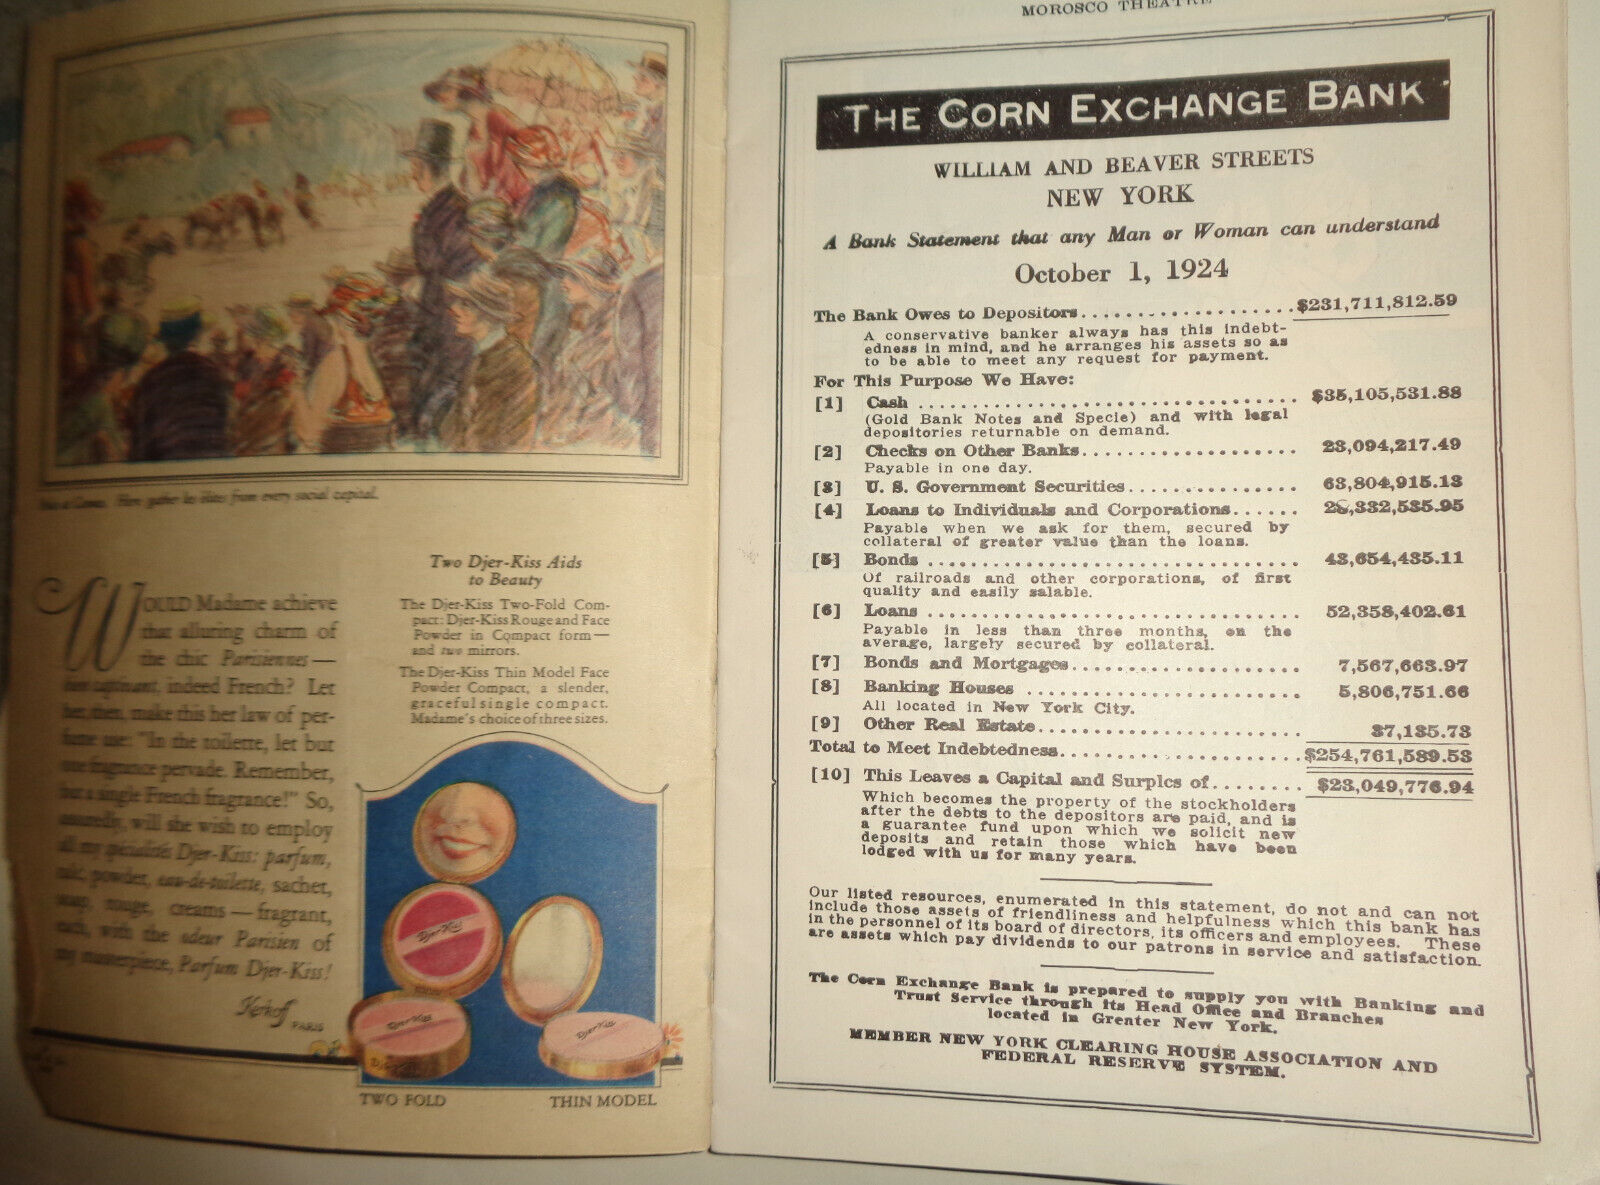 Here gather the elites from every social capital.
WOULD Madame achieve
that alluring charm of
the chic Parisiennes—
indeed French? Let
her, then, make this her law of per-
fume use: "In the toilette, let but
one fragrance pervade. Remember,
but a single French fragrance!" So,
assuredly, will she wish to employ
all my specialités Djer-Kiss: parfum,
talc, powder, eau-de-toilette, sachet,
soap, rouge, creams—fragrant,
each, with the odeur Parisien of
my masterpiece, Parfum Djer-Kiss!
Kerkoff
PARIS
Two Djer-Kiss Aids
to Beauty
The Djer-Kiss Two-Fold Com-
pact: Djer-Kiss Rouge and Face
Powder in Compact form—
and two mirrors.
The Djer-Kiss Thin Model Face
Powder Compact, a slender,
graceful single compact.
Madame's choice of three sizes.
Djer-Kiss
Djer-Kiss
Djer-Kiss
Djer-Kiss
TWO FOLD THIN MODEL
MOROSCO THEATRE
THE CORN EXCHANGE BANK
WILLIAM AND BEAVER STREETS
NEW YORK
A Bank Statement that any Man or Woman can understand
October 1, 1924
The Bank Owes to Depositors....................$231,711,812.59
A conservative banker always has this indebt-
edness in mind, and he arranges his assets so as
to be able to meet any request for payment.
For This Purpose We Have:
[1] Cash .................................. $35,105,531.88
(Gold Bank Notes and Specie) and with legal
depositories returnable on demand.
[2] Checks on Other Banks.................... 23,094,217.49
Payable in one day.
[3] U. S. Government Securities............... 63,804,915.13
[4] Loans to Individuals and Corporations...... 28,332,535.95
Payable when we ask for them, secured by
collateral of greater value than the loans.
[5] Bonds .................................. 43,654,435.11
Of railroads and other corporations, of first
quality and easily salable.
[6] Loans .................................. 52,358,402.61
Payable in less than three months, on the
average, largely secured by collateral.
[7] Bonds and Mortgages..................... 7,567,663.97
[8] Banking Houses ......................... 5,806,751.66
All located in New York City.
[9] Other Real Estate........................ 37,135.73
Total to Meet Indebtedness......................$254,761,589.53
[10] This Leaves a Capital and Surplcs of........ $23,049,776.94
Which becomes the property of the stockholders
after the debts to the depositors are paid, and is
a guarantee fund upon which we solicit new
deposits and retain those which have been
lodged with us for many years.
Our listed resources, enumerated in this statement, do not and can not
include those assets of friendliness and helpfulness which this bank has
in the personnel of its board of directors, its officers and employees. These
are assets which pay dividends to our patrons in service and satisfaction.
The Corn Exchange Bank is prepared to supply you with Banking and
Trust Service through its Head Office and Branches
located in Greater New York.
MEMBER NEW YORK CLEARING HOUSE ASSOCIATION AND
FEDERAL RESERVE SYSTEM.